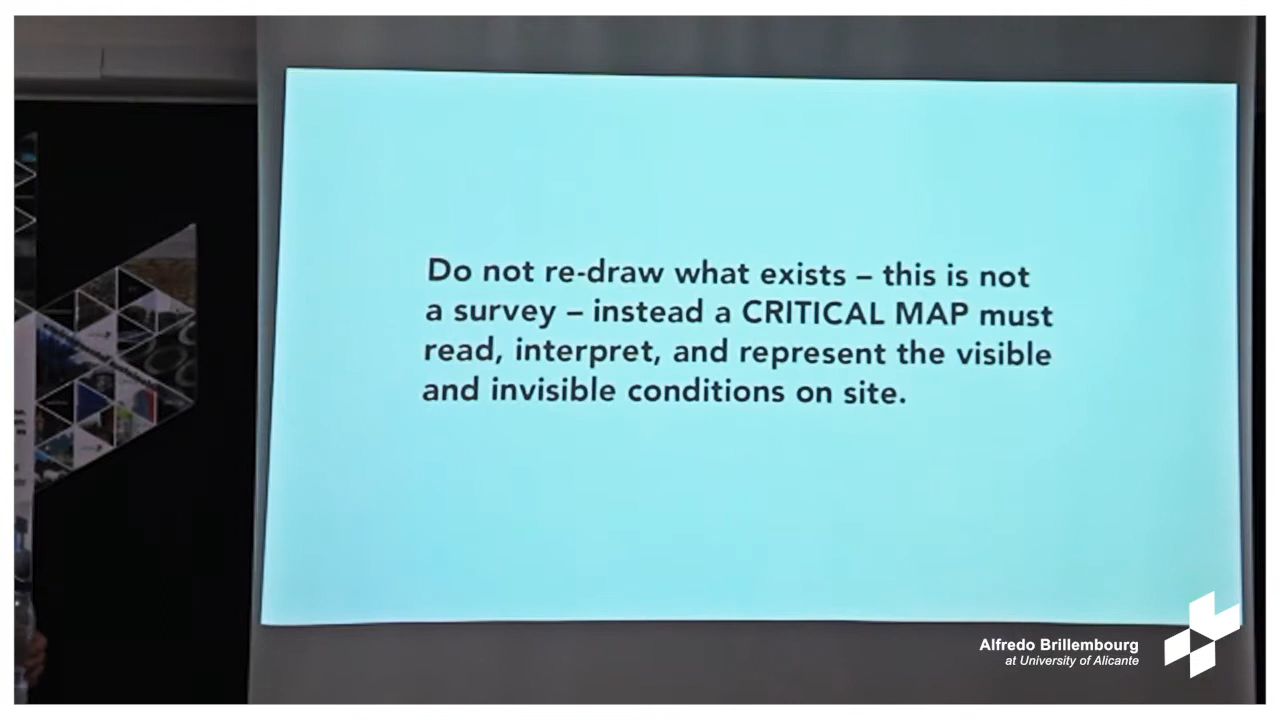 Do not re-draw what exists – this is not
a survey – instead a CRITICAL MAP must
read, interpret, and represent the visible
and invisible conditions on site.
Alfredo Brillembourg
at University of Alicante